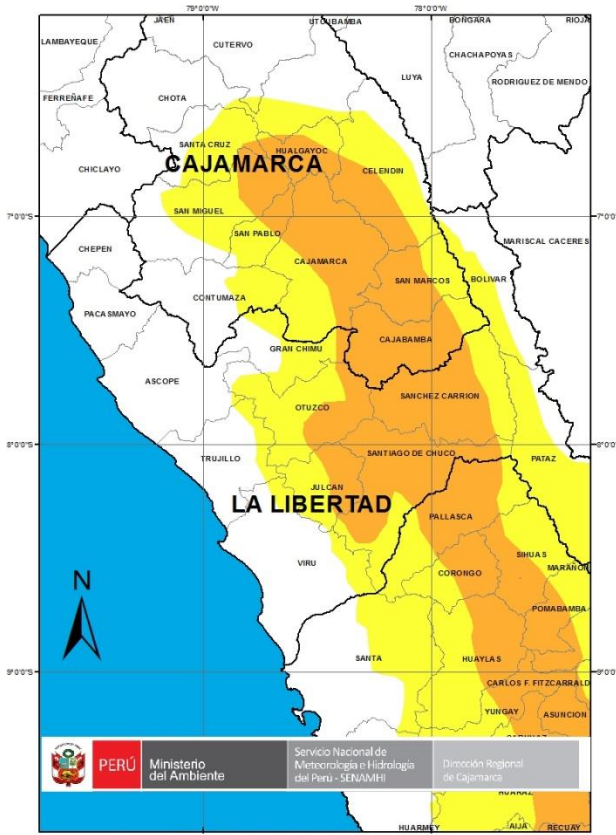 79°0'0"W
78°0'0"W
JAEN
UTCUBAMBA
BONGARA
RIOJA
LAMBAYEQUE
CUTERVO
CHACHAPOYAS
LUYA
RODRIGUEZ DE MENDO
FERREÑAFE
CHOTA
SANTA CRUZ
HUALGAYOC
CAJAMARCA
CHICLAYO
CELENDIN
7°0'0"S
7°0'0"S
SAN MIGUEL
SAN PABLO
MARISCAL CACERES
CHEPEN
CAJAMARCA
SAN MARCOS
BOLIVAR
CONTUMAZA
PACASMAYO
CAJABAMBA
GRAN CHIMU
ASCOPE
SANCHEZ CARRION
OTUZCO
8°0'0"S
8°0'0"S
TRUJILLO
SANTIAGO DE CHUCO
PATAZ
JULCAN
LA LIBERTAD
PALLASCA
SIHUAS
VIRU
CORONGO
MARAÑON
N
POMABAMBA
SANTA
HUAYLAS
9°0'0"S
9°0'0"S
CARLOS F. FITZCARRALD
YUNGAY
ASUNCION
PERÚ
Ministerio
del Ambiente
Servicio Nacional de
Meteorología e Hidrología
del Perú - SENAMHI
Dirección Regional
de Cajamarca
HUARAZ
HUARMEY
AIJA
RECUAY